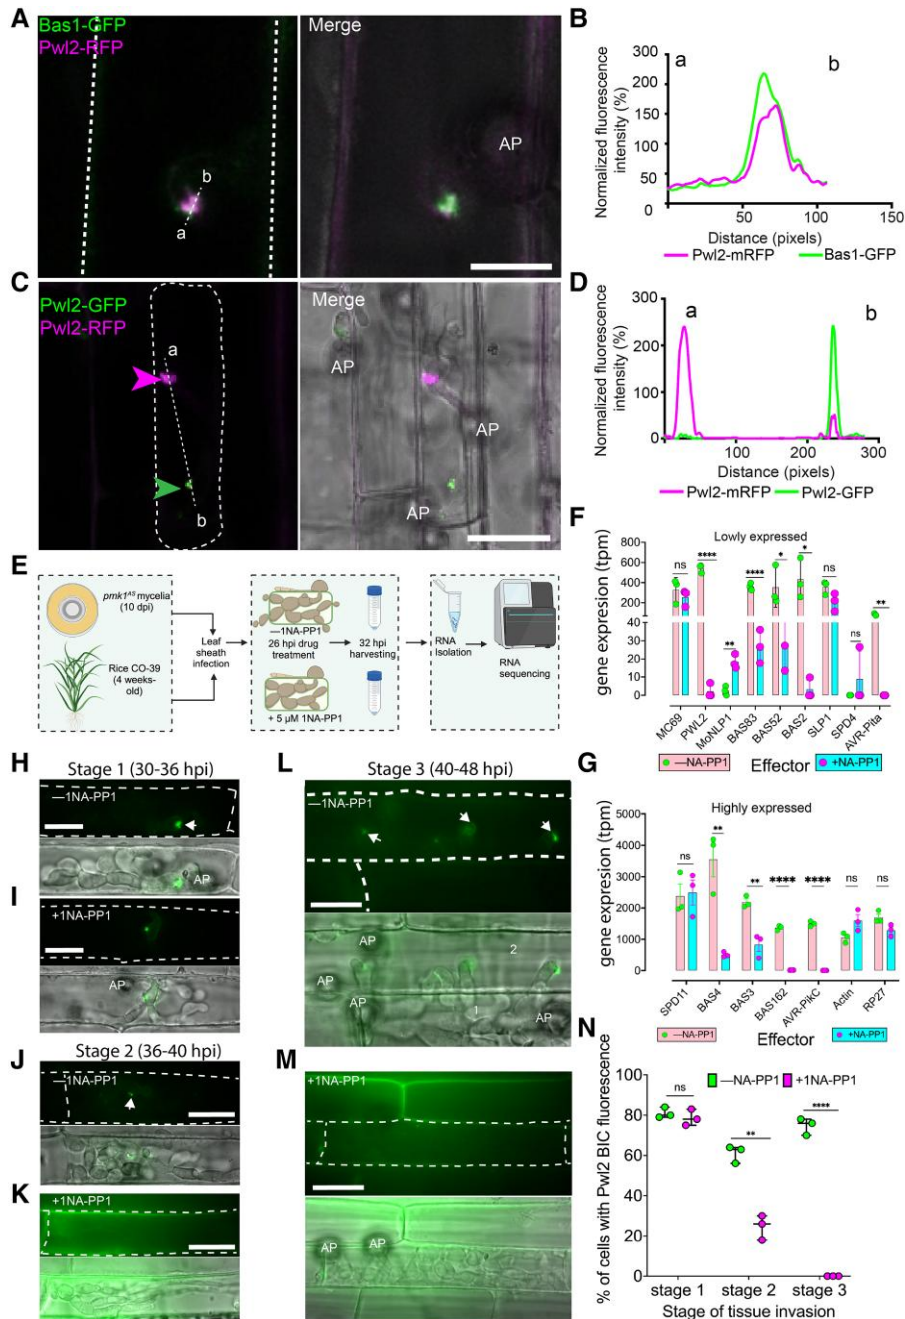 A
Bas1-GFP
Pwl2-RFP
b
a
Merge
AP
B
Normalized fluorescence
intensity (%)
300
250
200
150
100
50
0
a
b
50
100
150
Distance (pixels)
Pwl2-mRFP
Bas1-GFP
C
Pwl2-GFP
Pwl2-RFP
a
b
Merge
AP
AP
AP
D
Normalized fluorescence
intensity (%)
300
200
100
0
a
b
0
100
200
300
Distance (pixels)
Pwl2-mRFP
Pwl2-GFP
E
pmk1AS mycelia
(10 dpi)
Rice CO-39
(4 weeks-
old)
Leaf
sheath
infection
—1NA-PP1
26 hpi drug
treatment
+ 5 µM 1NA-PP1
32 hpi
harvesting
RNA
Isolation
RNA
sequencing
F
Lowly expressed
gene expresion (tpm)
600
400
200
40
30
20
10
0
ns
****
**
****
*
*
ns
ns
**
MC69
PWL2
MoNLP1
BAS83
BAS52
BAS2
SLP1
SPD4
AVR-Pita
—NA-PP1
Effector
+NA-PP1
G
Highly expressed
gene expresion (tpm)
5000
4000
3000
2000
1000
0
ns
**
**
****
****
ns
ns
SPD11
BAS4
BAS3
BAS162
AVR-PikC
Actin
RP27
—NA-PP1
Effector
+NA-PP1
H
Stage 1 (30-36 hpi)
—1NA-PP1
AP
I
+1NA-PP1
AP
J
Stage 2 (36-40 hpi)
—1NA-PP1
K
+1NA-PP1
L
Stage 3 (40-48 hpi)
—1NA-PP1
AP
AP
AP
AP
1
2
M
+1NA-PP1
AP
AP
N
—NA-PP1
+1NA-PP1
% of cells with Pwl2 BIC fluorescence
100
80
60
40
20
0
ns
**
****
stage 1
stage 2
stage 3
Stage of tissue invasion